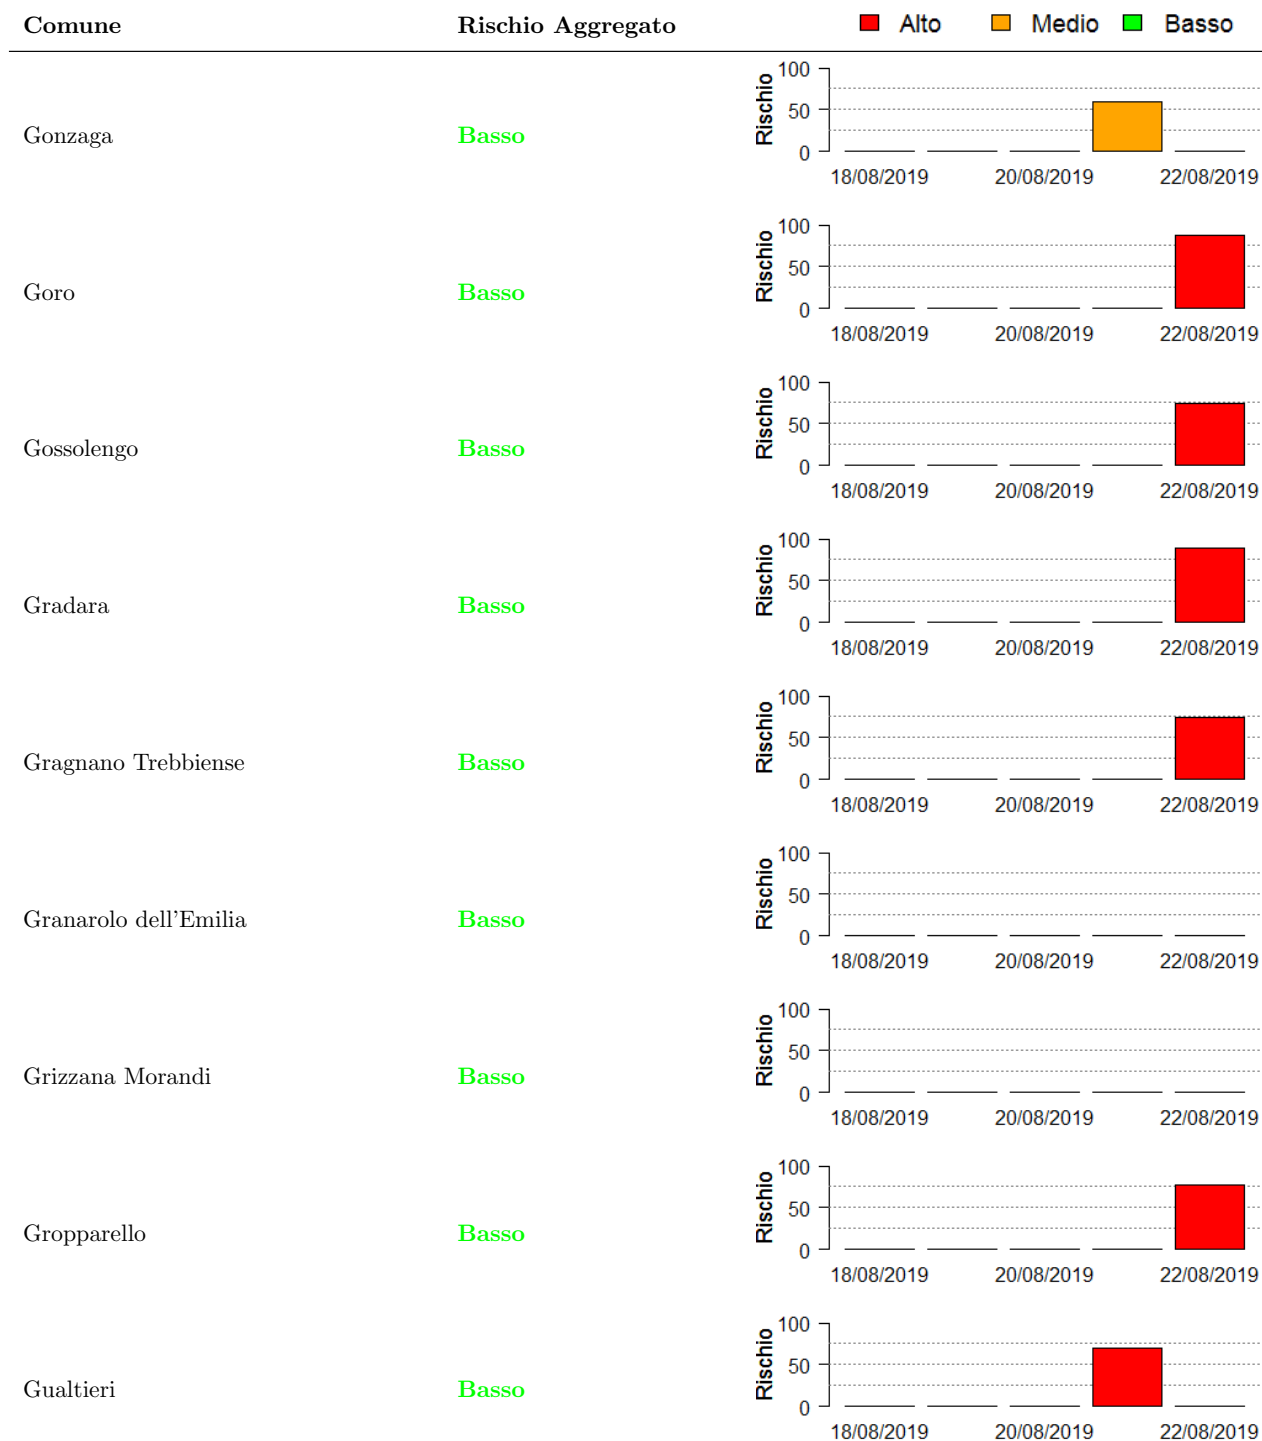 Comune Rischio Aggregato Alto Medio Basso
100
50
0
Rischio
Gonzaga Basso
18/08/2019 20/08/2019 22/08/2019
100
50
0
Rischio
Goro Basso
18/08/2019 20/08/2019 22/08/2019
100
50
0
Rischio
Gossolengo Basso
18/08/2019 20/08/2019 22/08/2019
100
50
0
Rischio
Gradara Basso
18/08/2019 20/08/2019 22/08/2019
100
50
0
Rischio
Gragnano Trebbiense Basso
18/08/2019 20/08/2019 22/08/2019
100
50
0
Rischio
Granarolo dell'Emilia Basso
18/08/2019 20/08/2019 22/08/2019
100
50
0
Rischio
Grizzana Morandi Basso
18/08/2019 20/08/2019 22/08/2019
100
50
0
Rischio
Gropparello Basso
18/08/2019 20/08/2019 22/08/2019
100
50
0
Rischio
Gualtieri Basso
18/08/2019 20/08/2019 22/08/2019